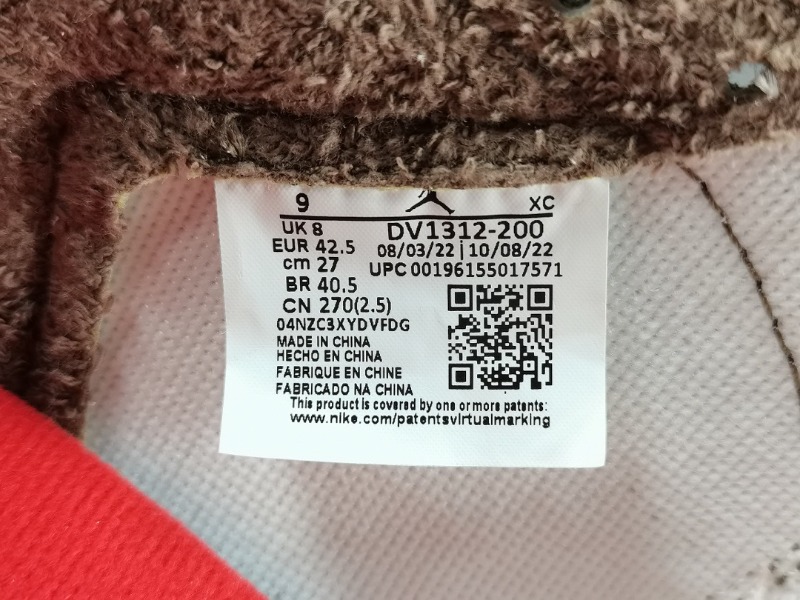 9 XC
UK 8 DV1312-200
EUR 42.5 08/03/22 | 10/08/22
cm 27 UPC 00196155017571
BR 40.5
CN 270(2.5)
04NZC3XYDVFDG
MADE IN CHINA
HECHO EN CHINA
FABRIQUE EN CHINE
FABRICADO NA CHINA
This product is covered by one or more patents:
www.nike.com/patentsvirtualmarking